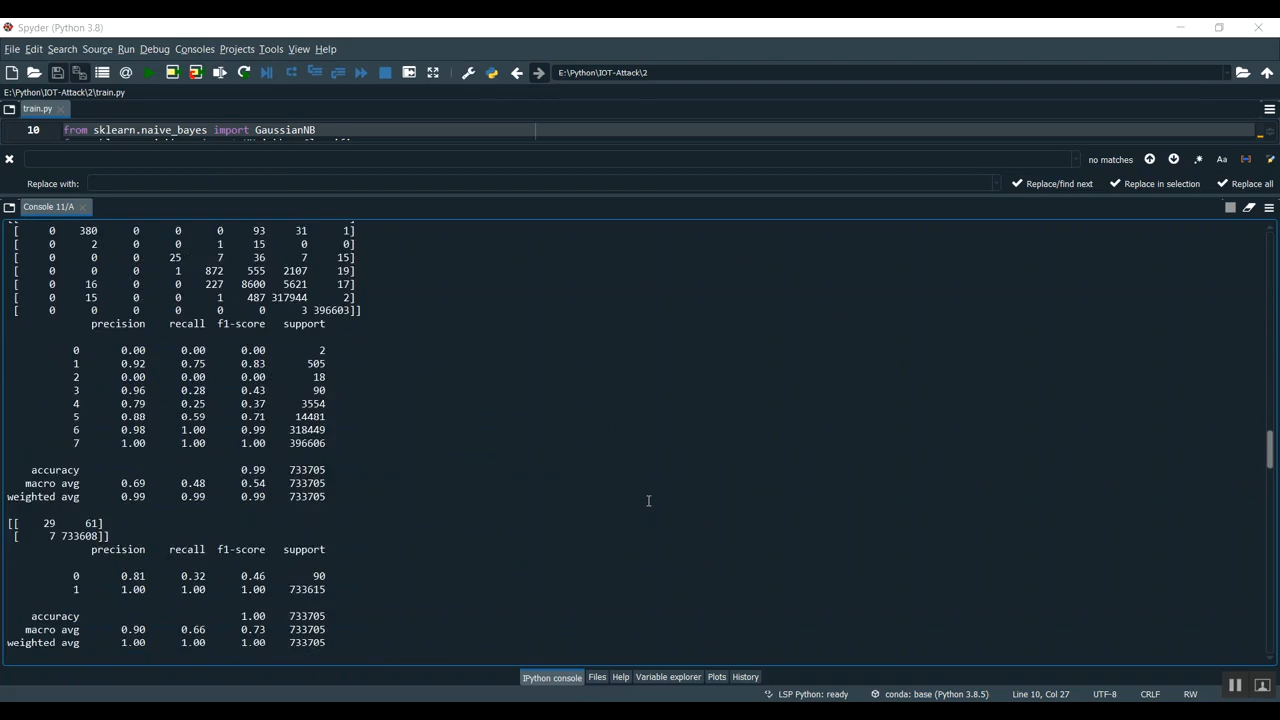 Spyder (Python 3.8)
File Edit Search Source Run Debug Consoles Projects Tools View Help
E:\Python\IOT-Attack\2
E:\Python\IOT-Attack\2\train.py
train.py
10 from sklearn.naive_bayes import GaussianNB
no matches Aa
Replace with: Replace/find next Replace in selection Replace all
Console 11/A
[ 0 380 0 0 0 93 31 1]
[ 0 2 0 0 1 15 0 0]
[ 0 0 0 25 7 36 7 15]
[ 0 0 0 1 872 555 2107 19]
[ 0 16 0 0 227 8600 5621 17]
[ 0 15 0 0 1 487 317944 2]
[ 0 0 0 0 0 0 3 396603]]
precision recall f1-score support
0 0.00 0.00 0.00 2
1 0.92 0.75 0.83 505
2 0.00 0.00 0.00 18
3 0.96 0.28 0.43 90
4 0.79 0.25 0.37 3554
5 0.88 0.59 0.71 14481
6 0.98 1.00 0.99 318449
7 1.00 1.00 1.00 396606
accuracy 0.99 733705
macro avg 0.69 0.48 0.54 733705
weighted avg 0.99 0.99 0.99 733705
[[ 29 61]
[ 7 733608]]
precision recall f1-score support
0 0.81 0.32 0.46 90
1 1.00 1.00 1.00 733615
accuracy 1.00 733705
macro avg 0.90 0.66 0.73 733705
weighted avg 1.00 1.00 1.00 733705
IPython console Files Help Variable explorer Plots History
LSP Python: ready conda: base (Python 3.8.5) Line 10, Col 27 UTF-8 CRLF RW